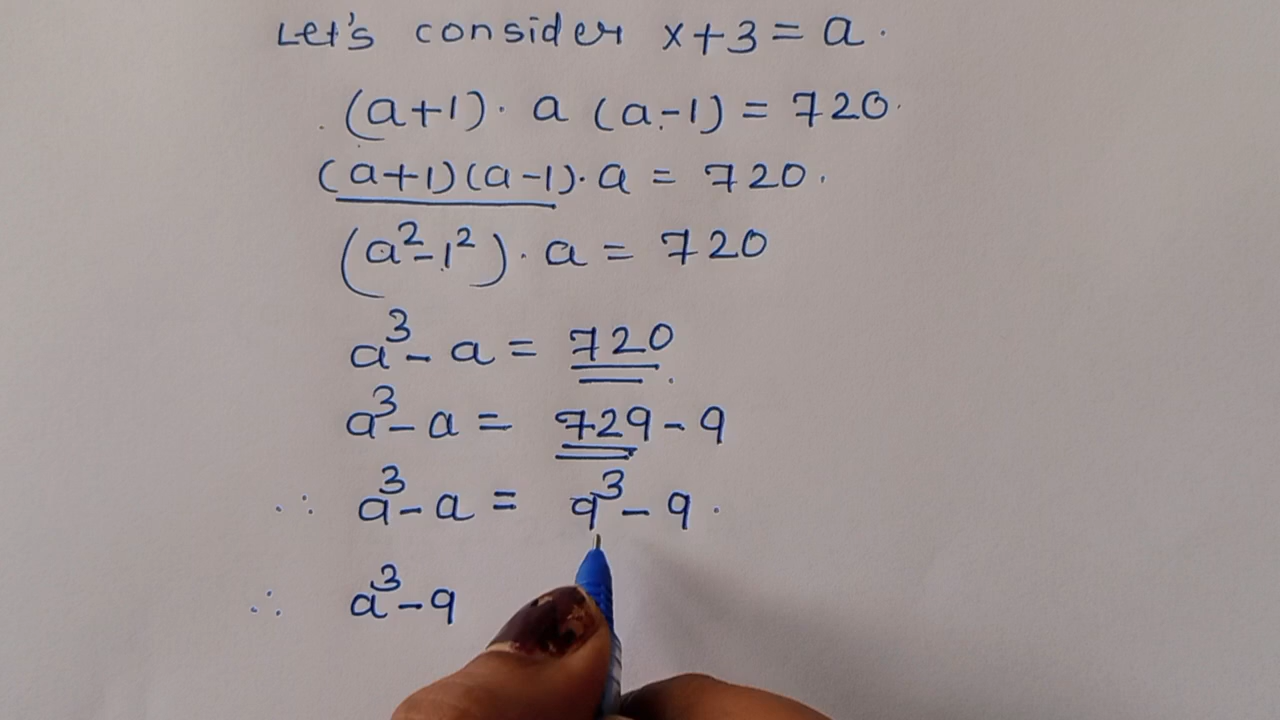 Let's consider x+3 = a.
(a+1). a (a-1) = 720.
(a+1)(a-1). a = 720.
(a²-1²). a = 720
a³- a = 720
a³- a = 729 - 9
∴ a³- a = 9³- 9.
∴ a³- 9